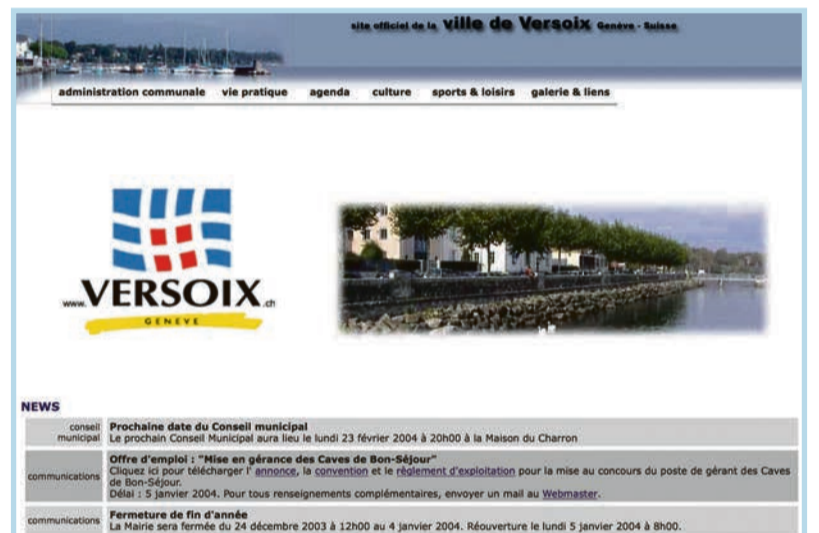 site officiel de la ville de Versoix Genève - Suisse
administration communale vie pratique agenda culture sports & loisirs galerie & liens
www.VERSOIX.ch
GENEVE
NEWS
conseil municipal
Prochaine date du Conseil municipal
Le prochain Conseil Municipal aura lieu le lundi 23 février 2004 à 20h00 à la Maison du Charron
communications
Offre d'emploi : "Mise en gérance des Caves de Bon-Séjour"
Cliquez ici pour télécharger l' annonce, la convention et le règlement d'exploitation pour la mise au concours du poste de gérant des Caves
de Bon-Séjour.
Délai : 5 janvier 2004. Pour tous renseignements complémentaires, envoyer un mail au Webmaster.
communications
Fermeture de fin d'année
La Mairie sera fermée du 24 décembre 2003 à 12h00 au 4 janvier 2004. Réouverture le lundi 5 janvier 2004 à 8h00.